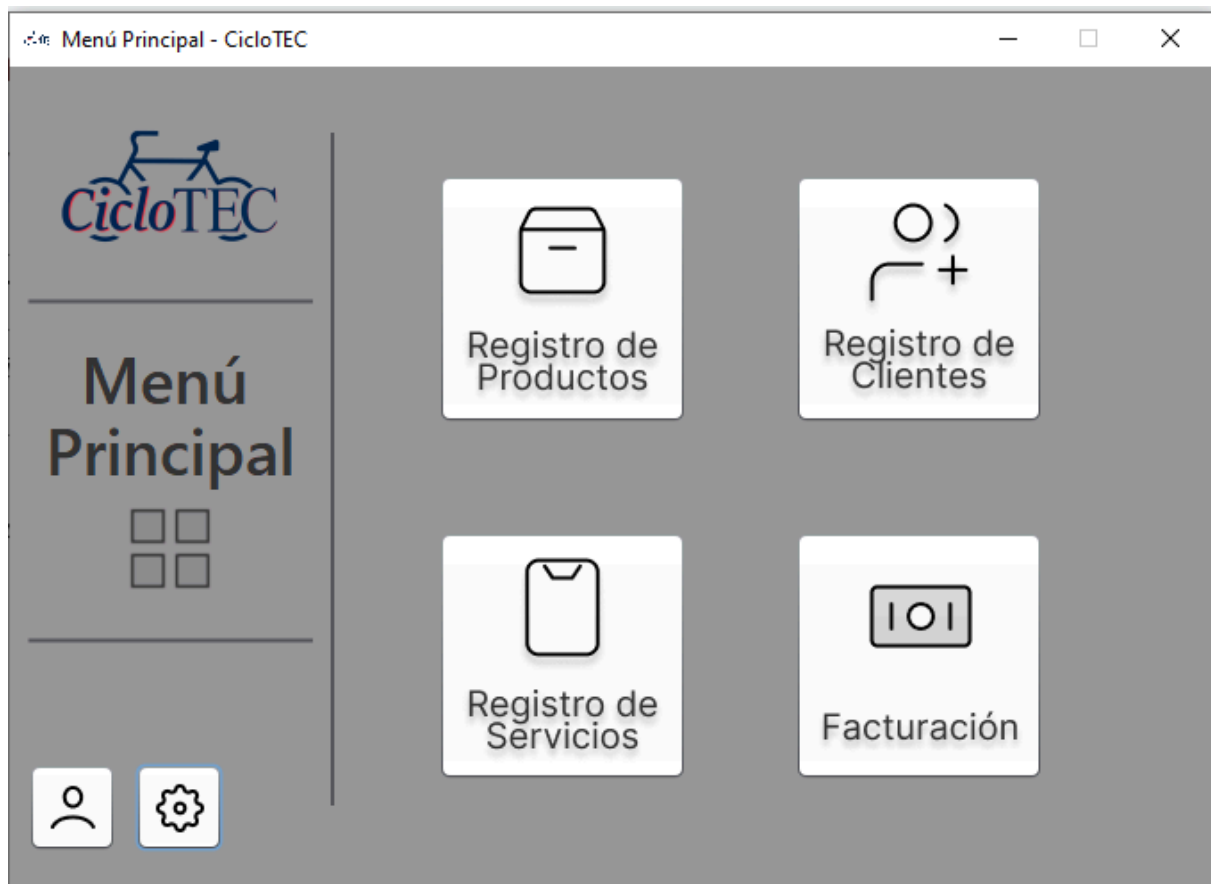 Menú Principal - CicloTEC
CicloTEC
Menú
Principal
Registro de
Productos
Registro de
Clientes
Registro de
Servicios
Facturación